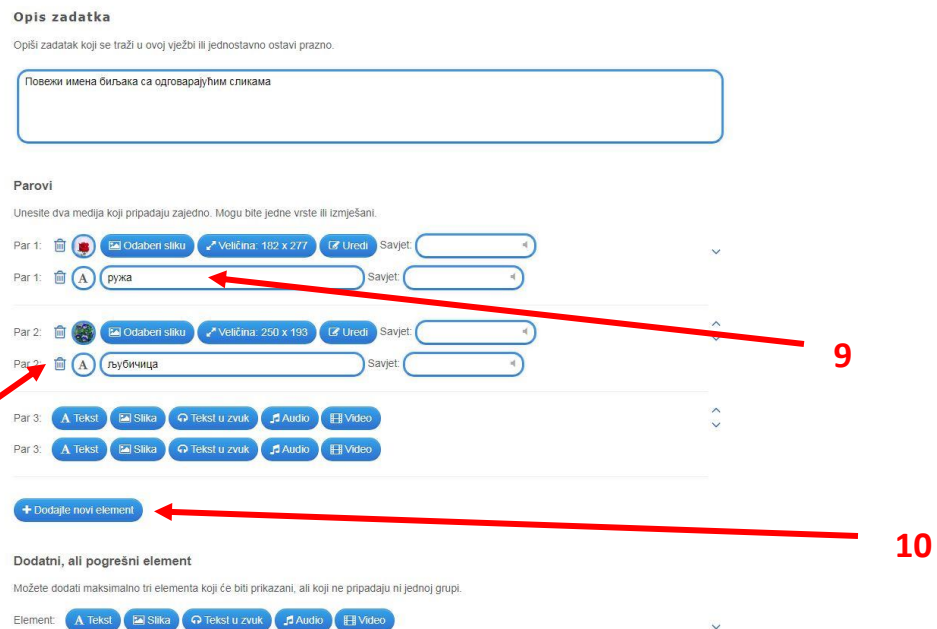 Opis zadatka
Opiši zadatak koji se traži u ovoj vježbi ili jednostavno ostavi prazno.
Повежи имена биљака са одговарајућим сликама
Parovi
Unesite dva medija koji pripadaju zajedno. Mogu bite jedne vrste ili izmješani.
Par 1: Odaberi sliku Veličina: 182 x 277 Uredi Savjet:
Par 1: A ружа Savjet:
Par 2: Odaberi sliku Veličina: 250 x 193 Uredi Savjet:
9
Par 2: A љубичица Savjet:
Par 3: A Tekst Slika Tekst u zvuk Audio Video
Par 3: A Tekst Slika Tekst u zvuk Audio Video
+ Dodajte novi element
10
Dodatni, ali pogrešni element
Možete dodati maksimalno tri elementa koji će biti prikazani, ali koji ne pripadaju ni jednoj grupi.
Element: A Tekst Slika Tekst u zvuk Audio Video